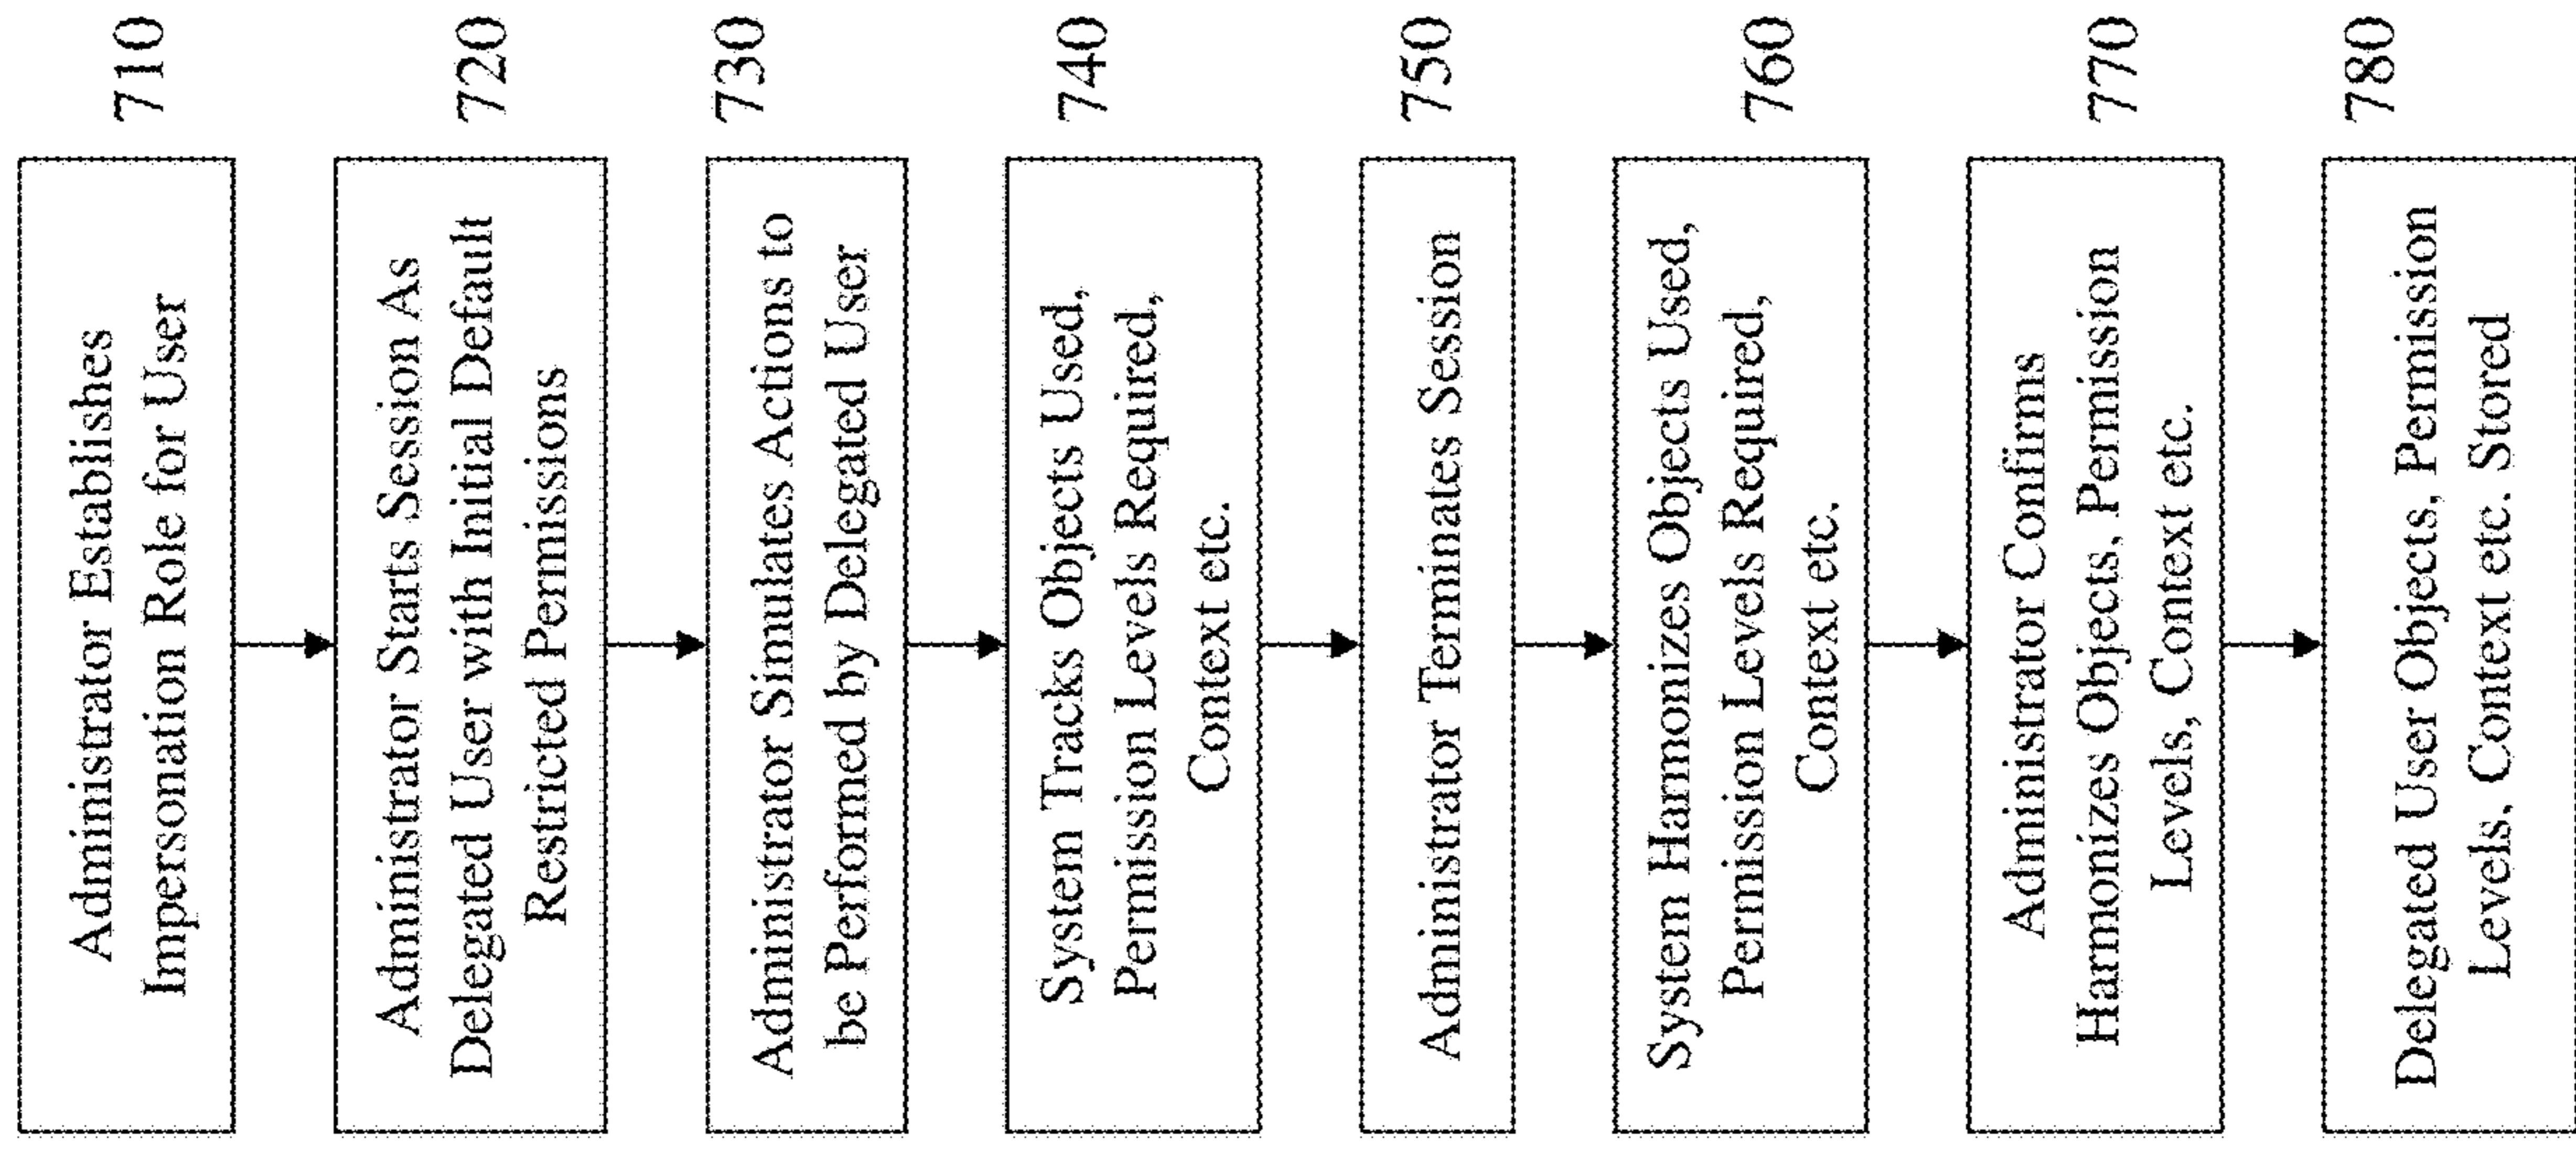 Administrator Establishes
Impersonation Role for User
710
Administrator Starts Session As
Delegated User with Initial Default
Restricted Permissions
720
Administrator Simulates Actions to
be Performed by Delegated User
730
System Tracks Objects Used,
Permission Levels Required,
Context etc.
740
Administrator Terminates Session
750
System Harmonizes Objects Used,
Permission Levels Required,
Context etc.
760
Administrator Confirms
Harmonizes Objects, Permission
Levels, Context etc.
770
Delegated User Objects, Permission
Levels, Context etc. Stored
780